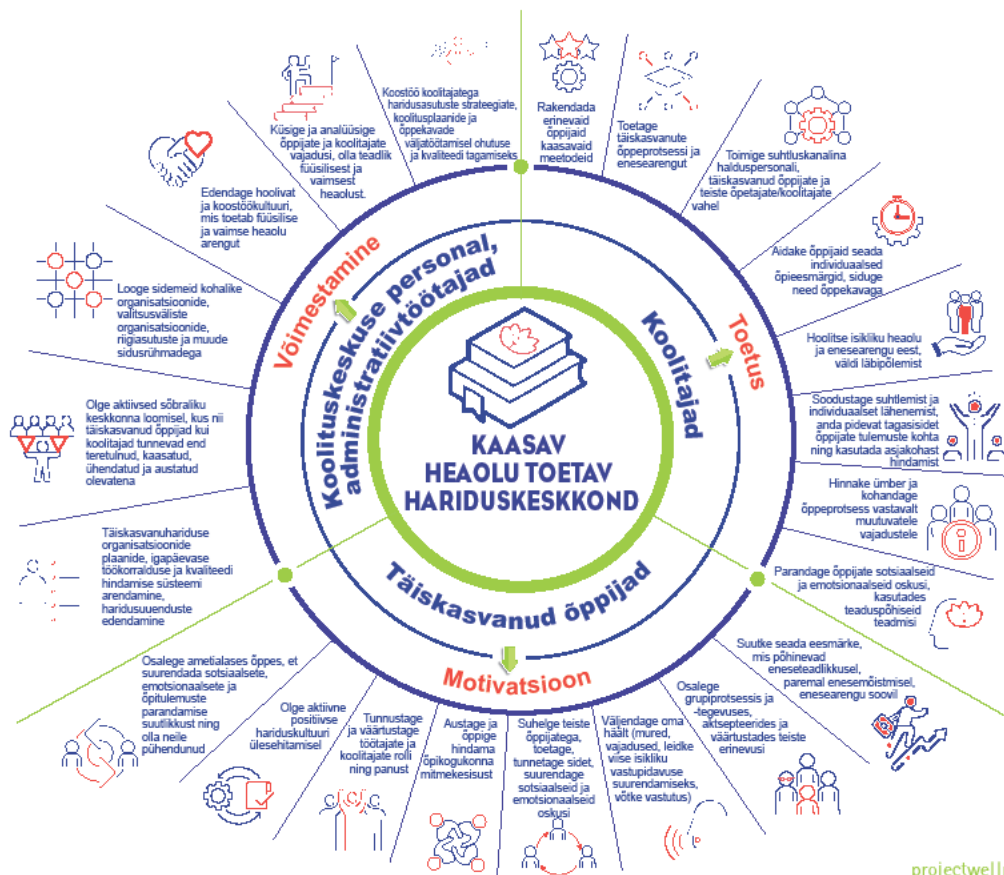 KAASAV
HEAOLU TOETAV
HARIDUSKESKKOND
Koolituskeskuse personal,
administratiivtöötajad
Koolitajad
Täiskasvanud õppijad
Võimestamine
Toetus
Motivatsioon
Rakendada
erinevaid
õppijaid
kaasavaid
meetodeid
Toetage
täiskasvanute
õppeprotsessi ja
enesearengut
Toimige suhtluskanalina
halduspersonali,
täiskasvanud õppijate ja
teiste õpetajate/koolitajate
vahel
Aidake õppijaid seada
individuaalsed
õpieesmärgid, siduge
need õppekavaga
Hoolitse isikliku heaolu
ja enesearengu eest,
väldi läbipõlemist
Soodustage suhtlemist ja
individuaalset lähenemist,
anda pidevat tagasisidet
õppijate tulemuste kohta
ning kasutada asjakohast
hindamist
Hinnake ümber ja
kohandage
õppeprotsess vastavalt
muutuvatele
vajadustele
Parandage õppijate sotsiaalseid
ja emotsionaalseid oskusi,
kasutades
teaduspõhiseid
teadmisi
Suutke seada eesmärke,
mis põhinevad
eneseteadlikkusel,
paremal enesemõistmisel,
enesearengu soovil
Osalege
grupiprotsessis ja
-tegevuses,
aktsepteerides ja
väärtustades teiste
erinevusi
Väljendage oma
häält (mured,
vajadused, leidke
viise isikliku
vastupidavuse
suurendamiseks,
võtke vastutus)
Suhelge teiste
õppijatega,
toetage,
tunnetage sidet,
suurendage
sotsiaalseid ja
emotsionaalseid
oskusi
Austage ja
õppige
hindama
õpikogukonna
mitmekesisust
Tunnustage
ja väärtustage
töötajate
ja koolitajate rolli
ning panust
Olge aktiivne
positiivse
hariduskultuuri
ülesehitamisel
Osalege ametialases õppes, et
suurendada sotsiaalsete,
emotsionaalsete ja
õpitulemuste
parandamise
suutlikkust ning
olla neile
pühendunud
Täiskasvanuhariduse
organisatsioonide
plaanide, igapäevase
töökorralduse ja kvaliteedi
hindamise süsteemi
arendamine,
haridusuuenduste
edendamine
Olge aktiivsed sõbraliku
keskkonna loomisel, kus nii
täiskasvanud õppijad kui
koolitajad tunnevad end
teretulnud, kaasatud,
ühendatud ja austatud
olevatena
Looge sidemeid kohalike
organisatsioonide,
valitsusväliste
organisatsioonide,
riigiasutuste ja muude
sidusrühmadega
Edendage hoolivat
ja koostöökultuuri,
mis toetab füüsilise
ja vaimse heaolu
arengut
Küsige ja analüüsige
õppijate ja koolitajate
vajadusi, olla teadlik
füüsilisest ja
vaimsest
heaolust.
Koostöö koolitajatega
haridusasutuste strateegiate,
koolitusplaanide ja
õppekavade
väljatöötamisel ohutuse
ja kvaliteedi tagamiseks